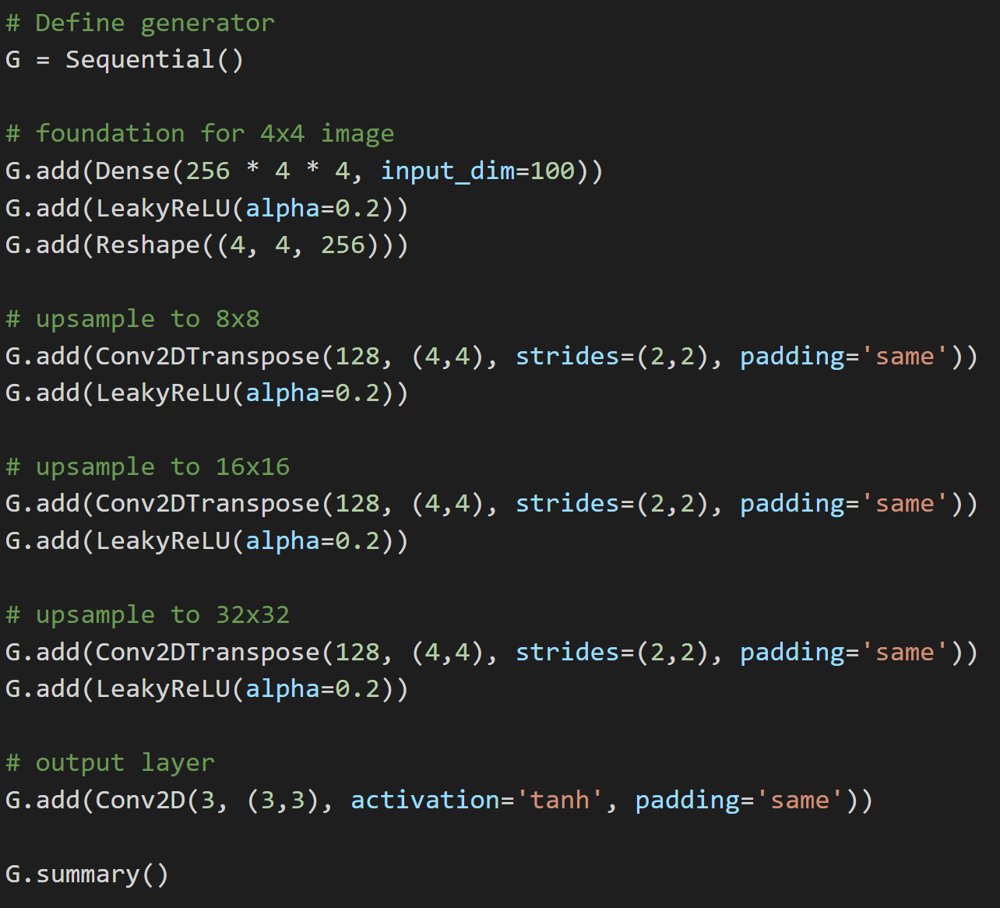 # Define generator
G = Sequential()
# foundation for 4x4 image
G.add(Dense(256 * 4 * 4, input_dim=100))
G.add(LeakyReLU(alpha=0.2))
G.add(Reshape((4, 4, 256)))
# upsample to 8x8
G.add(Conv2DTranspose(128, (4,4), strides=(2,2), padding='same'))
G.add(LeakyReLU(alpha=0.2))
# upsample to 16x16
G.add(Conv2DTranspose(128, (4,4), strides=(2,2), padding='same'))
G.add(LeakyReLU(alpha=0.2))
# upsample to 32x32
G.add(Conv2DTranspose(128, (4,4), strides=(2,2), padding='same'))
G.add(LeakyReLU(alpha=0.2))
# output layer
G.add(Conv2D(3, (3,3), activation='tanh', padding='same'))
G.summary()